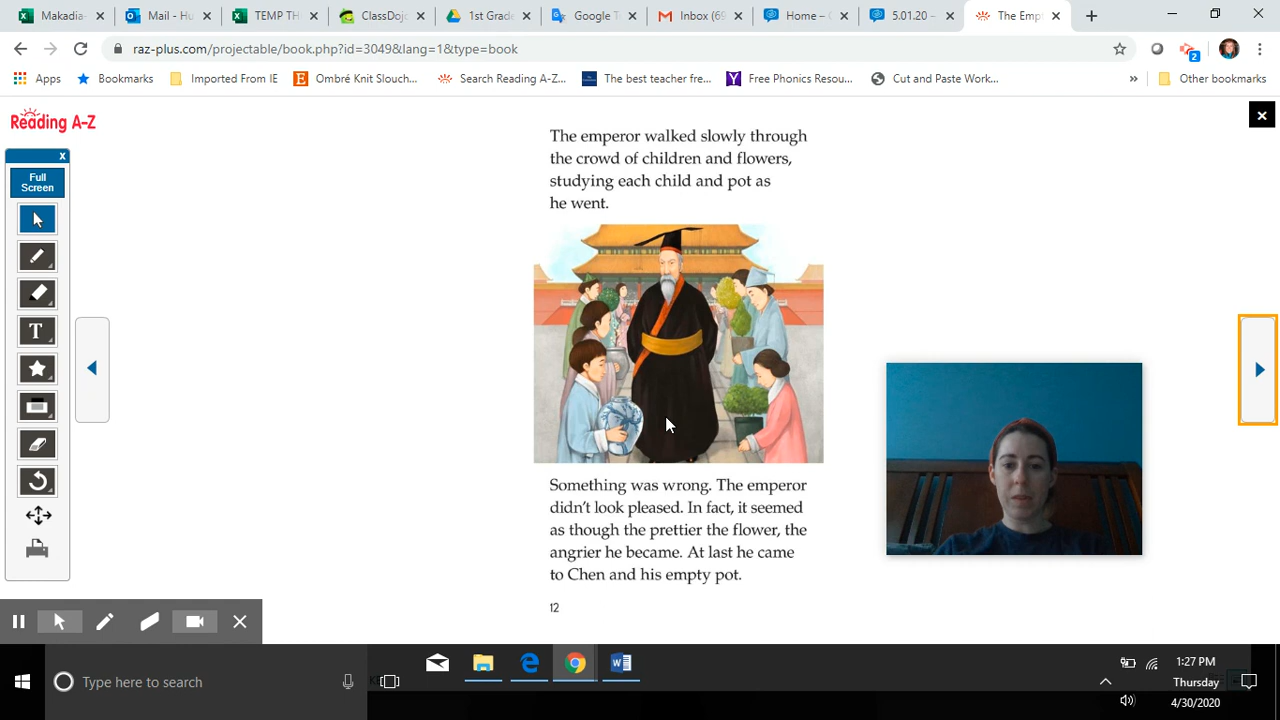 Makadia-
Mail - Hu
TEMP TH
ClassDojo
1st Grade
Google T
Inbox (69
Home –
5.01.20 –
The Emp
raz-plus.com/projectable/book.php?id=3049&lang=1&type=book
2
Apps
Bookmarks
Imported From IE
Ombré Knit Slouch...
Search Reading A-Z...
The best teacher fre...
Free Phonics Resou...
Cut and Paste Work...
»
Other bookmarks
Reading A-Z
x
Full
Screen
T
The emperor walked slowly through
the crowd of children and flowers,
studying each child and pot as
he went.
Something was wrong. The emperor
didn't look pleased. In fact, it seemed
as though the prettier the flower, the
angrier he became. At last he came
to Chen and his empty pot.
12
Type here to search
1:27 PM
Thursday
4/30/2020